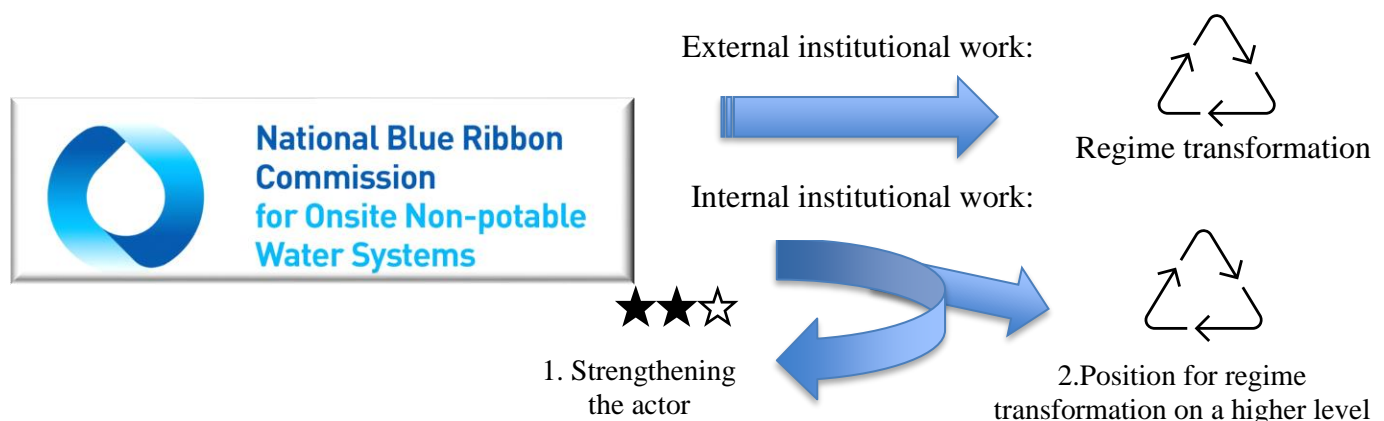 External institutional work:
National Blue Ribbon
Commission
for Onsite Non-potable
Water Systems
Regime transformation
Internal institutional work:
1. Strengthening
the actor
2.Position for regime
transformation on a higher level